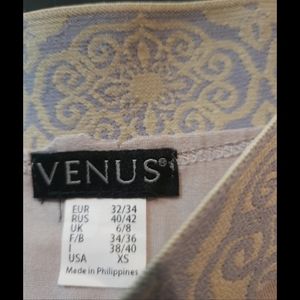 VENUS®
EUR 32/34
RUS 40/42
UK 6/8
F/B 34/36
I 38/40
USA XS
Made in Philippines